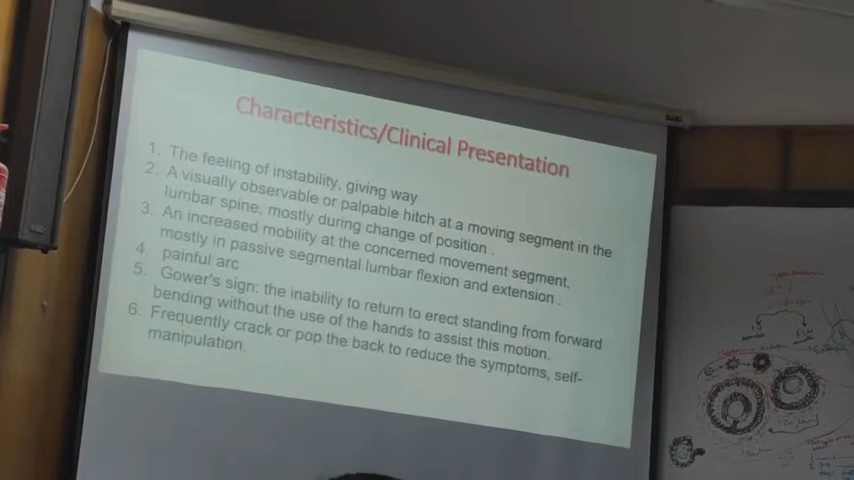 Characteristics/Clinical Presentation
1. The feeling of instability, giving way
2. A visually observable or palpable hitch at a moving segment in the
lumbar spine, mostly during change of position .
3. An increased mobility at the concerned movement segment,
mostly in passive segmental lumbar flexion and extension .
4. painful arc
5. Gower's sign: the inability to return to erect standing from forward
bending without the use of the hands to assist this motion.
6. Frequently crack or pop the back to reduce the symptoms, self-
manipulation.